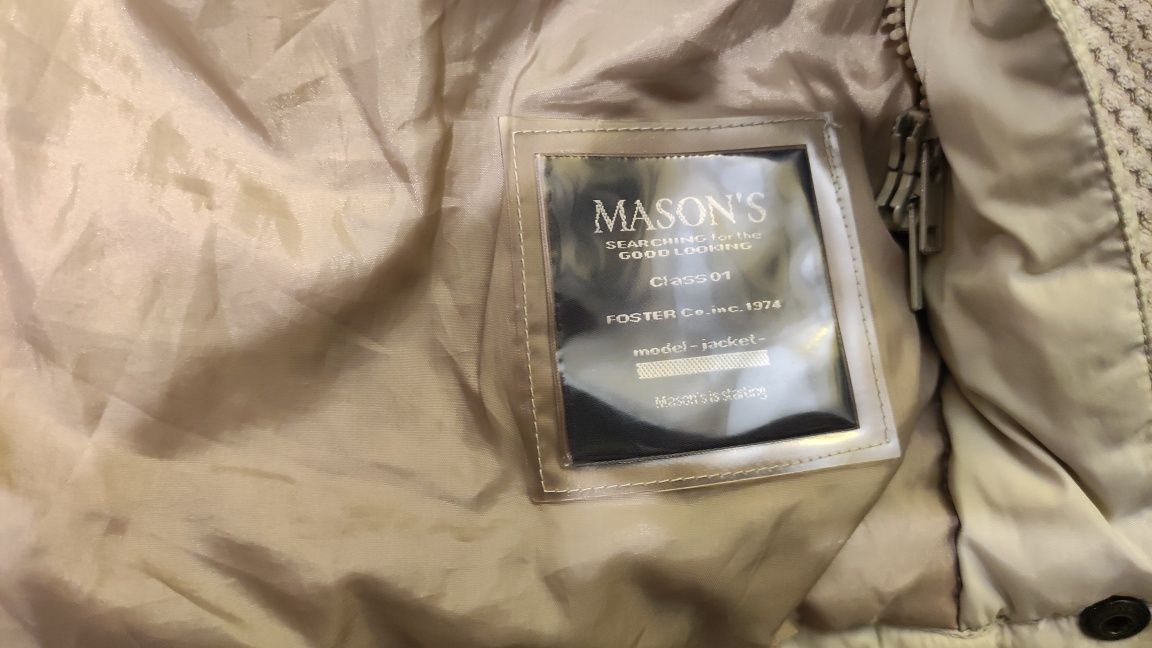 MASON'S
SEARCHING for the
GOOD LOOKING
Class 01
FOSTER Co.inc.1974
model-jacket-
Mason's is starting